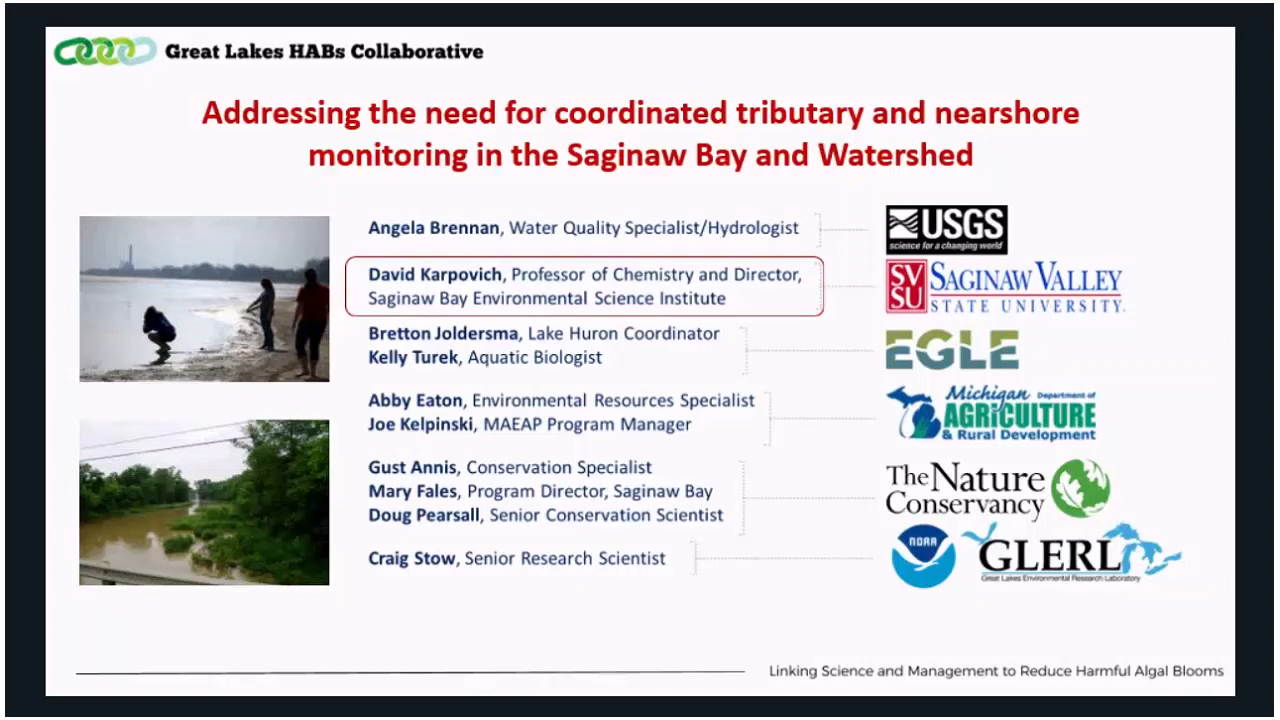 Great Lakes HABs Collaborative
Addressing the need for coordinated tributary and nearshore
monitoring in the Saginaw Bay and Watershed
Angela Brennan, Water Quality Specialist/Hydrologist
USGS
science for a changing world
David Karpovich, Professor of Chemistry and Director,
Saginaw Bay Environmental Science Institute
SV
SU
SAGINAW VALLEY
STATE UNIVERSITY.
Bretton Joldersma, Lake Huron Coordinator
Kelly Turek, Aquatic Biologist
EGLE
Abby Eaton, Environmental Resources Specialist
Joe Kelpinski, MAEAP Program Manager
Michigan Department of
AGRICULTURE
& Rural Development
Gust Annis, Conservation Specialist
Mary Fales, Program Director, Saginaw Bay
Doug Pearsall, Senior Conservation Scientist
The Nature
Conservancy
Craig Stow, Senior Research Scientist
NOAA
GLERL
Great Lakes Environmental Research Laboratory
Linking Science and Management to Reduce Harmful Algal Blooms